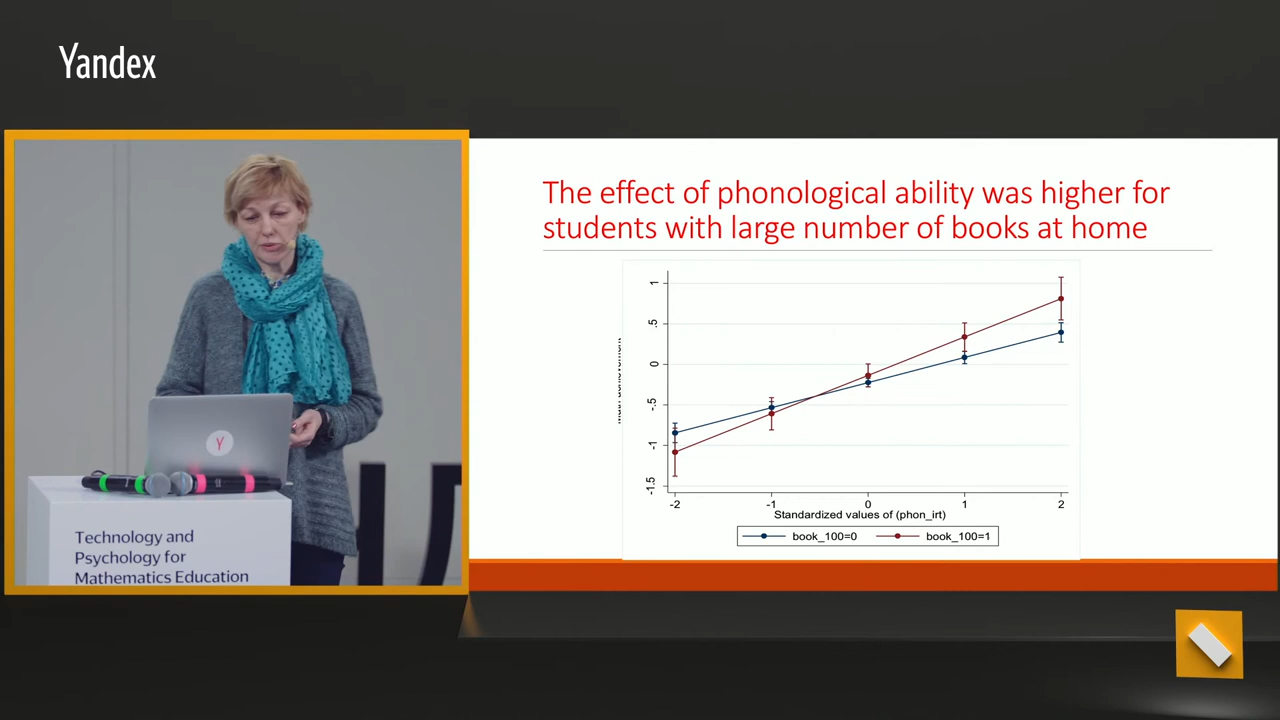 Yandex
The effect of phonological ability was higher for
students with large number of books at home
1
.5
0
-.5
-1
-1.5
-2
-1
0
1
2
Standardized values of (phon_irt)
book_100=0
book_100=1
Y
Technology and
Psychology for
Mathematics Education